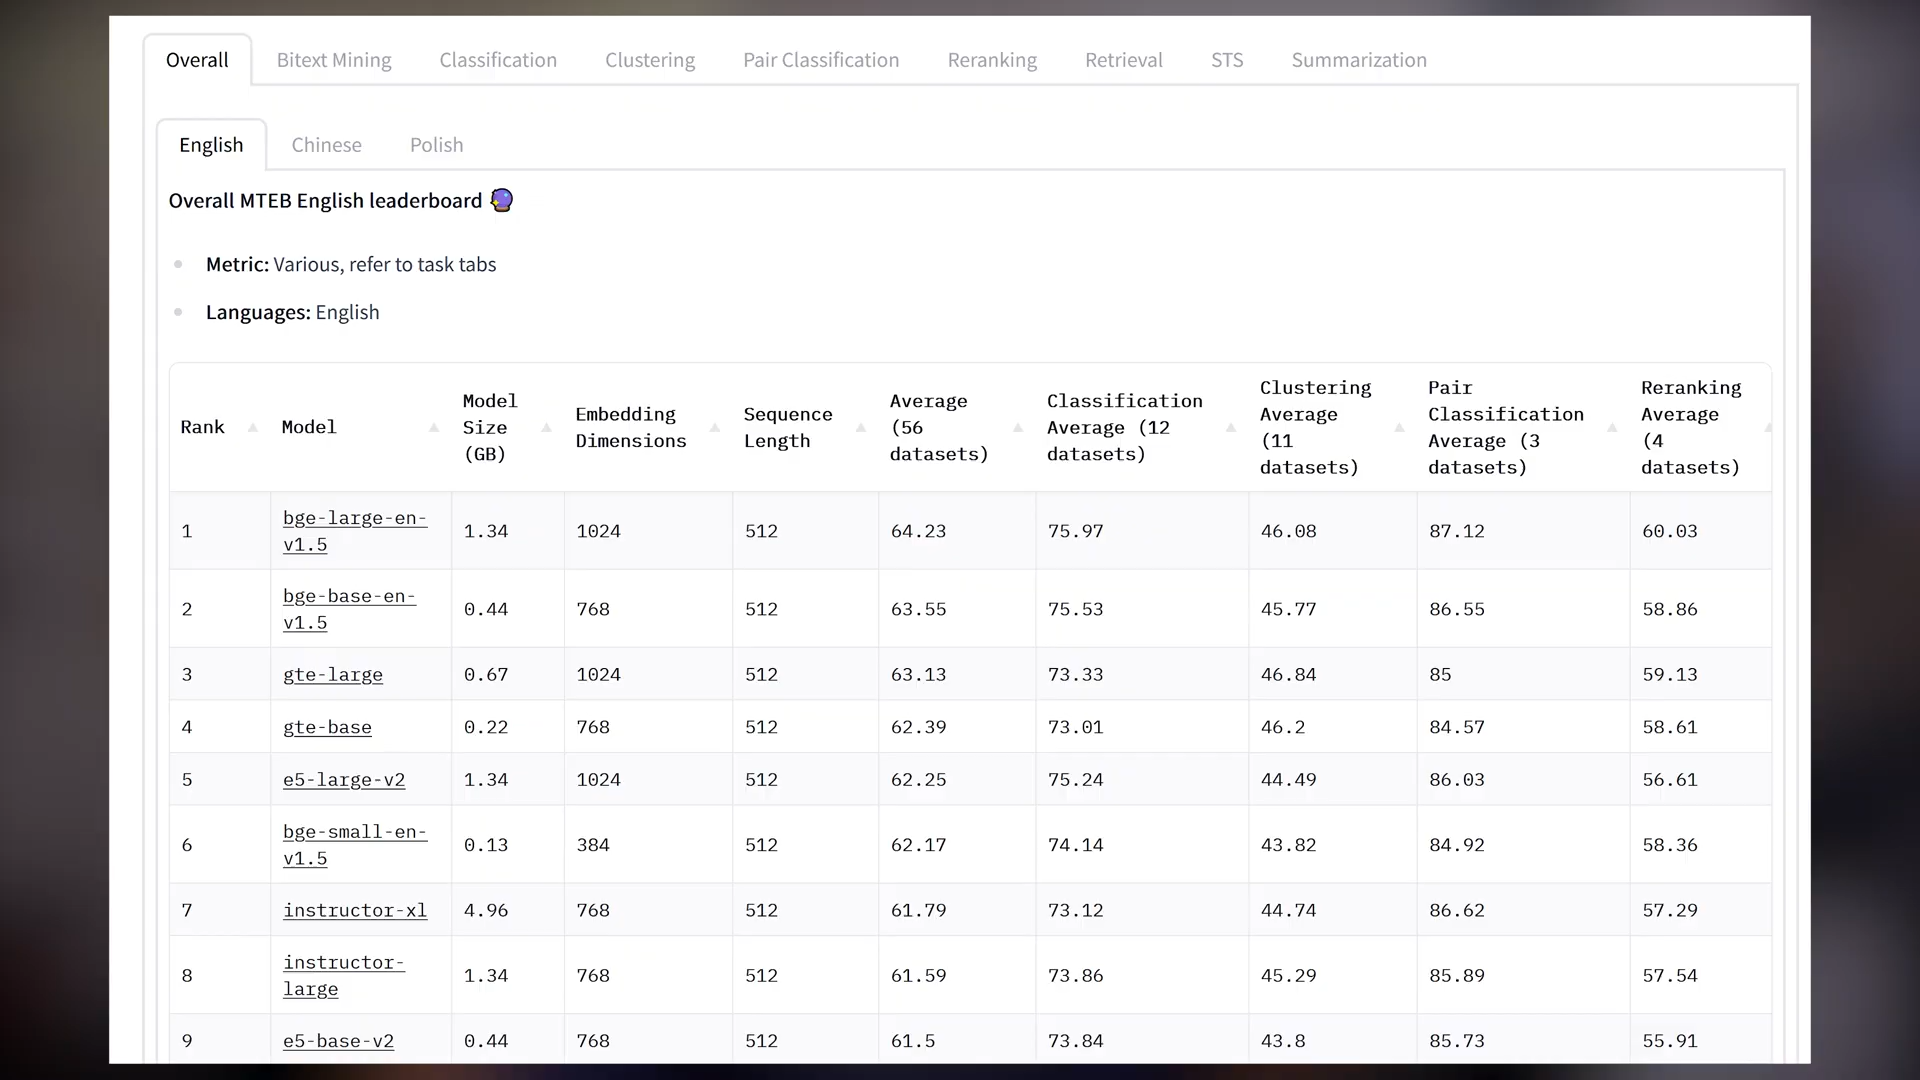 Overall Bitext Mining Classification Clustering Pair Classification Reranking Retrieval STS Summarization
English Chinese Polish
Overall MTEB English leaderboard 🔮
Metric: Various, refer to task tabs
Languages: English
Rank Model Model Size (GB) Embedding Dimensions Sequence Length Average (56 datasets) Classification Average (12 datasets) Clustering Average (11 datasets) Pair Classification Average (3 datasets) Reranking Average (4 datasets)
1 bge-large-en-v1.5 1.34 1024 512 64.23 75.97 46.08 87.12 60.03
2 bge-base-en-v1.5 0.44 768 512 63.55 75.53 45.77 86.55 58.86
3 gte-large 0.67 1024 512 63.13 73.33 46.84 85 59.13
4 gte-base 0.22 768 512 62.39 73.01 46.2 84.57 58.61
5 e5-large-v2 1.34 1024 512 62.25 75.24 44.49 86.03 56.61
6 bge-small-en-v1.5 0.13 384 512 62.17 74.14 43.82 84.92 58.36
7 instructor-xl 4.96 768 512 61.79 73.12 44.74 86.62 57.29
8 instructor-large 1.34 768 512 61.59 73.86 45.29 85.89 57.54
9 e5-base-v2 0.44 768 512 61.5 73.84 43.8 85.73 55.91